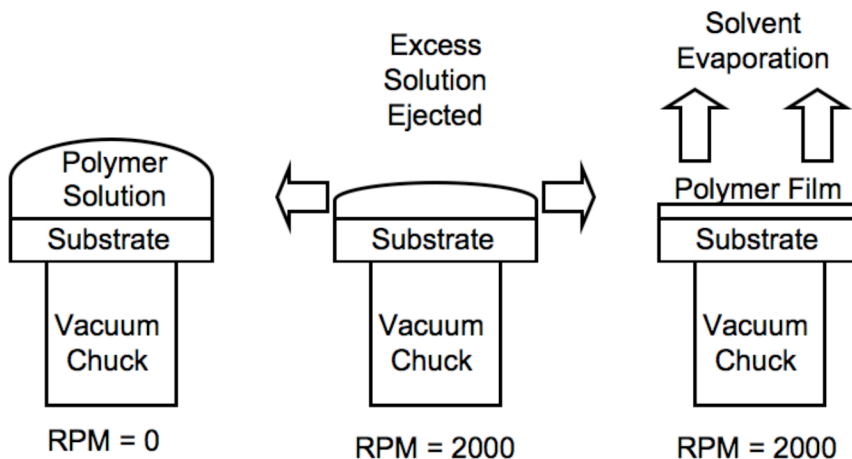 Polymer
Solution
Substrate
Vacuum
Chuck
RPM = 0
Excess
Solution
Ejected
Substrate
Vacuum
Chuck
RPM = 2000
Solvent
Evaporation
Polymer Film
Substrate
Vacuum
Chuck
RPM = 2000